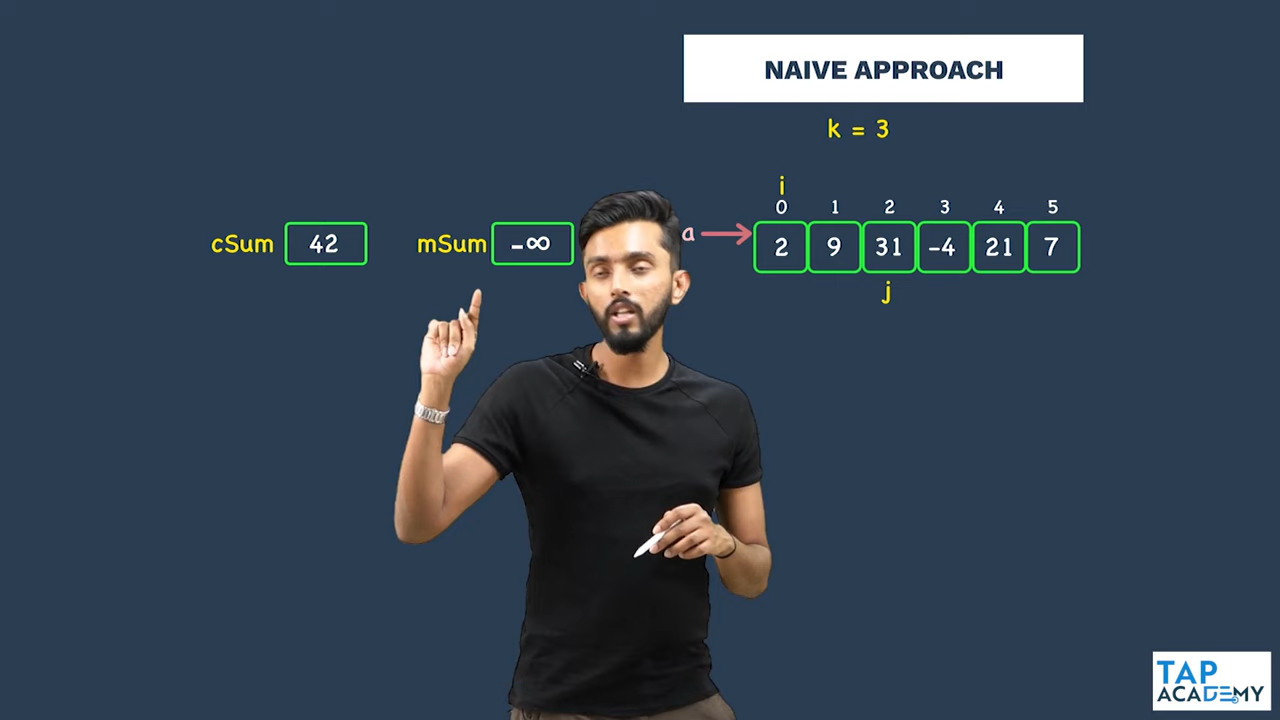 NAIVE APPROACH
k = 3
i
0 1 2 3 4 5
cSum 42 mSum -∞ a 2 9 31 -4 21 7
j
TAP
ACADEMY